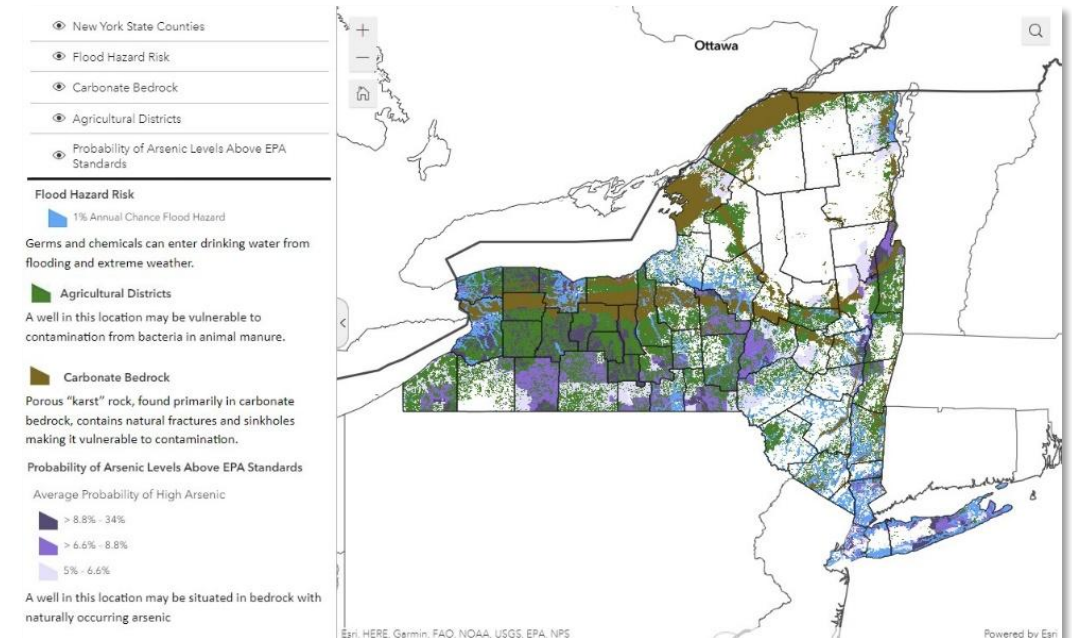 New York State Counties
Flood Hazard Risk
Carbonate Bedrock
Agricultural Districts
Probability of Arsenic Levels Above EPA
Standards
Flood Hazard Risk
1% Annual Chance Flood Hazard
Germs and chemicals can enter drinking water from
flooding and extreme weather.
Agricultural Districts
A well in this location may be vulnerable to
contamination from bacteria in animal manure.
Carbonate Bedrock
Porous "karst" rock, found primarily in carbonate
bedrock, contains natural fractures and sinkholes
making it vulnerable to contamination.
Probability of Arsenic Levels Above EPA Standards
Average Probability of High Arsenic
> 8.8% - 34%
> 6.6% - 8.8%
5% - 6.6%
A well in this location may be situated in bedrock with
naturally occurring arsenic
Ottawa
Esri, HERE, Garmin, FAO, NOAA, USGS, EPA, NPS
Powered by Esri